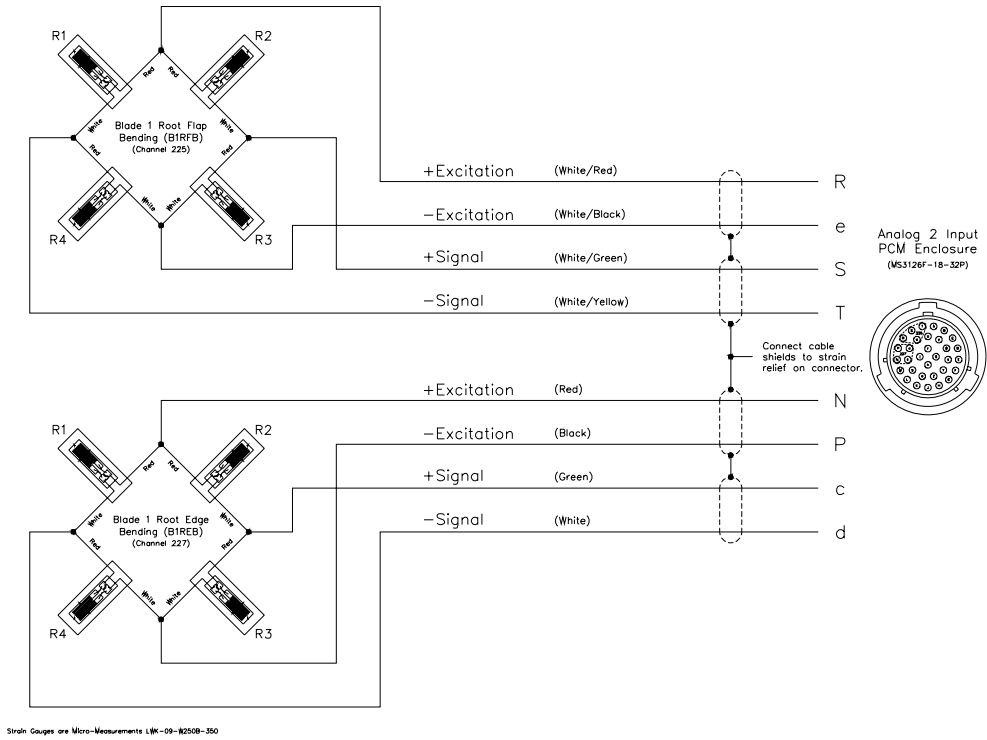 R1
R2
Red
Red
White
White
Blade 1 Root Flap
Bending (B1RFB)
(Channel 225)
Red
Red
White
White
R4
R3
+Excitation (White/Red) R
−Excitation (White/Black) e
+Signal (White/Green) S
−Signal (White/Yellow) T
Analog 2 Input
PCM Enclosure
(MS3126F-18-32P)
Connect cable
shields to strain
relief on connector.
+Excitation (Red) N
−Excitation (Black) P
+Signal (Green) c
−Signal (White) d
R1
R2
Red
Red
White
White
Blade 1 Root Edge
Bending (B1REB)
(Channel 227)
Red
Red
White
White
R4
R3
Strain Gauges are Micro-Measurements LWK-09-W250B-350